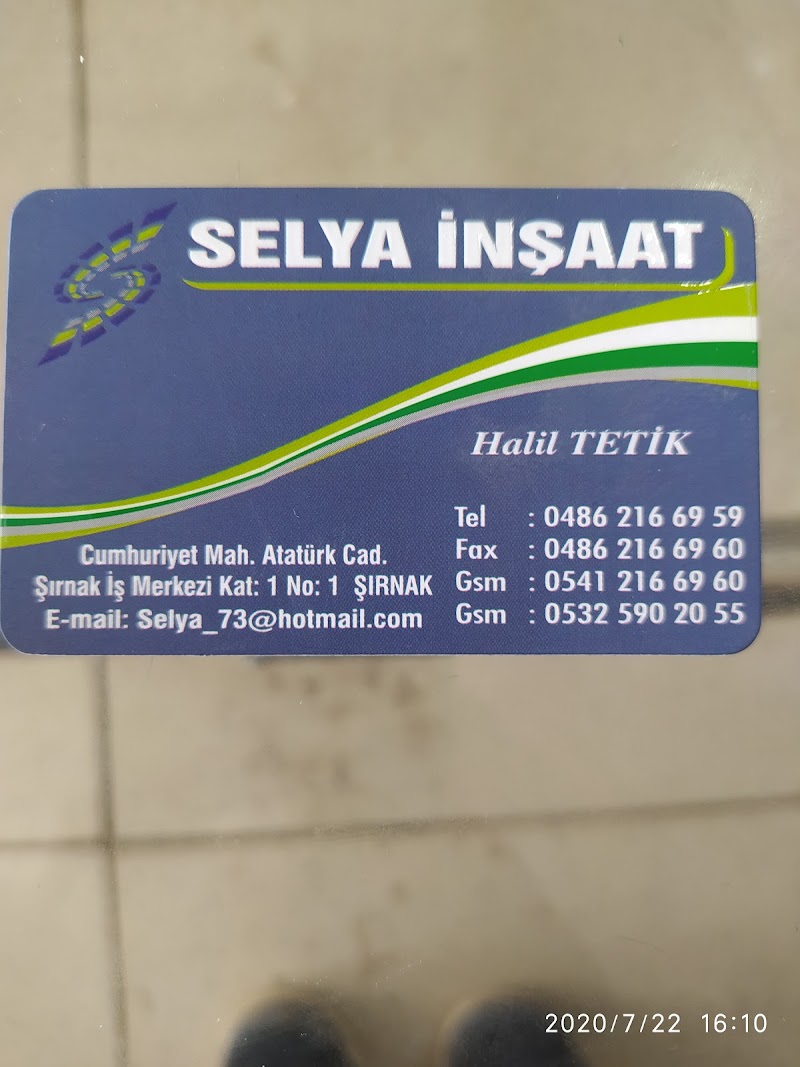 SELYA İNŞAAT
Halil TETİK
Cumhuriyet Mah. Atatürk Cad.
Şırnak İş Merkezi Kat: 1 No: 1 ŞIRNAK
E-mail: Selya_73@hotmail.com
Tel : 0486 216 69 59
Fax : 0486 216 69 60
Gsm : 0541 216 69 60
Gsm : 0532 590 20 55
2020/7/22 16:10